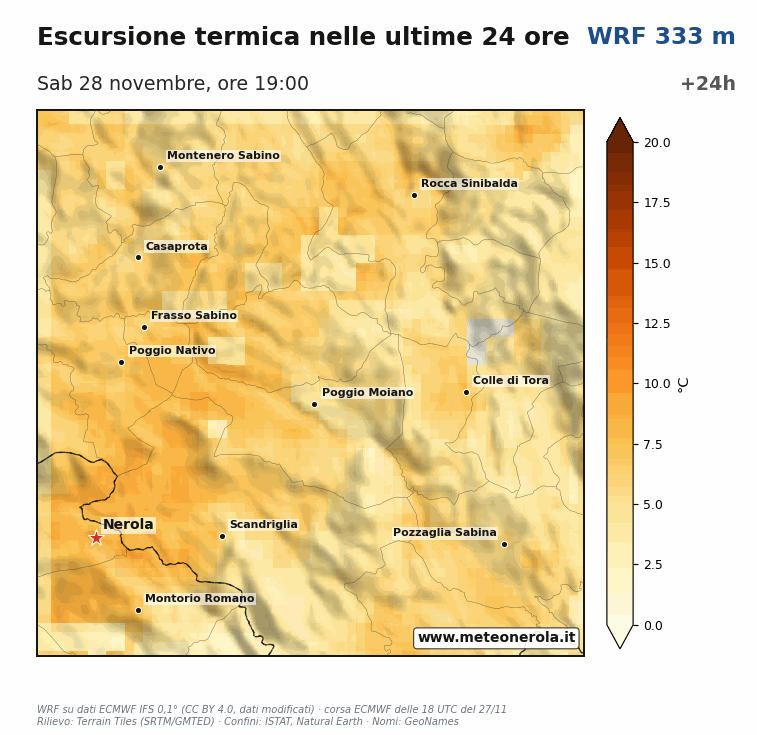 Escursione termica nelle ultime 24 ore WRF 333 m
Sab 28 novembre, ore 19:00 +24h
Montenero Sabino
Rocca Sinibalda
Casaprota
Frasso Sabino
Poggio Nativo
Colle di Tora
Poggio Moiano
Nerola
Scandriglia
Pozzaglia Sabina
Montorio Romano
www.meteonerola.it
20.0
17.5
15.0
12.5
10.0
7.5
5.0
2.5
0.0
°C
WRF su dati ECMWF IFS 0,1° (CC BY 4.0, dati modificati) · corsa ECMWF delle 18 UTC del 27/11
Rilievo: Terrain Tiles (SRTM/GMTED) · Confini: ISTAT, Natural Earth · Nomi: GeoNames